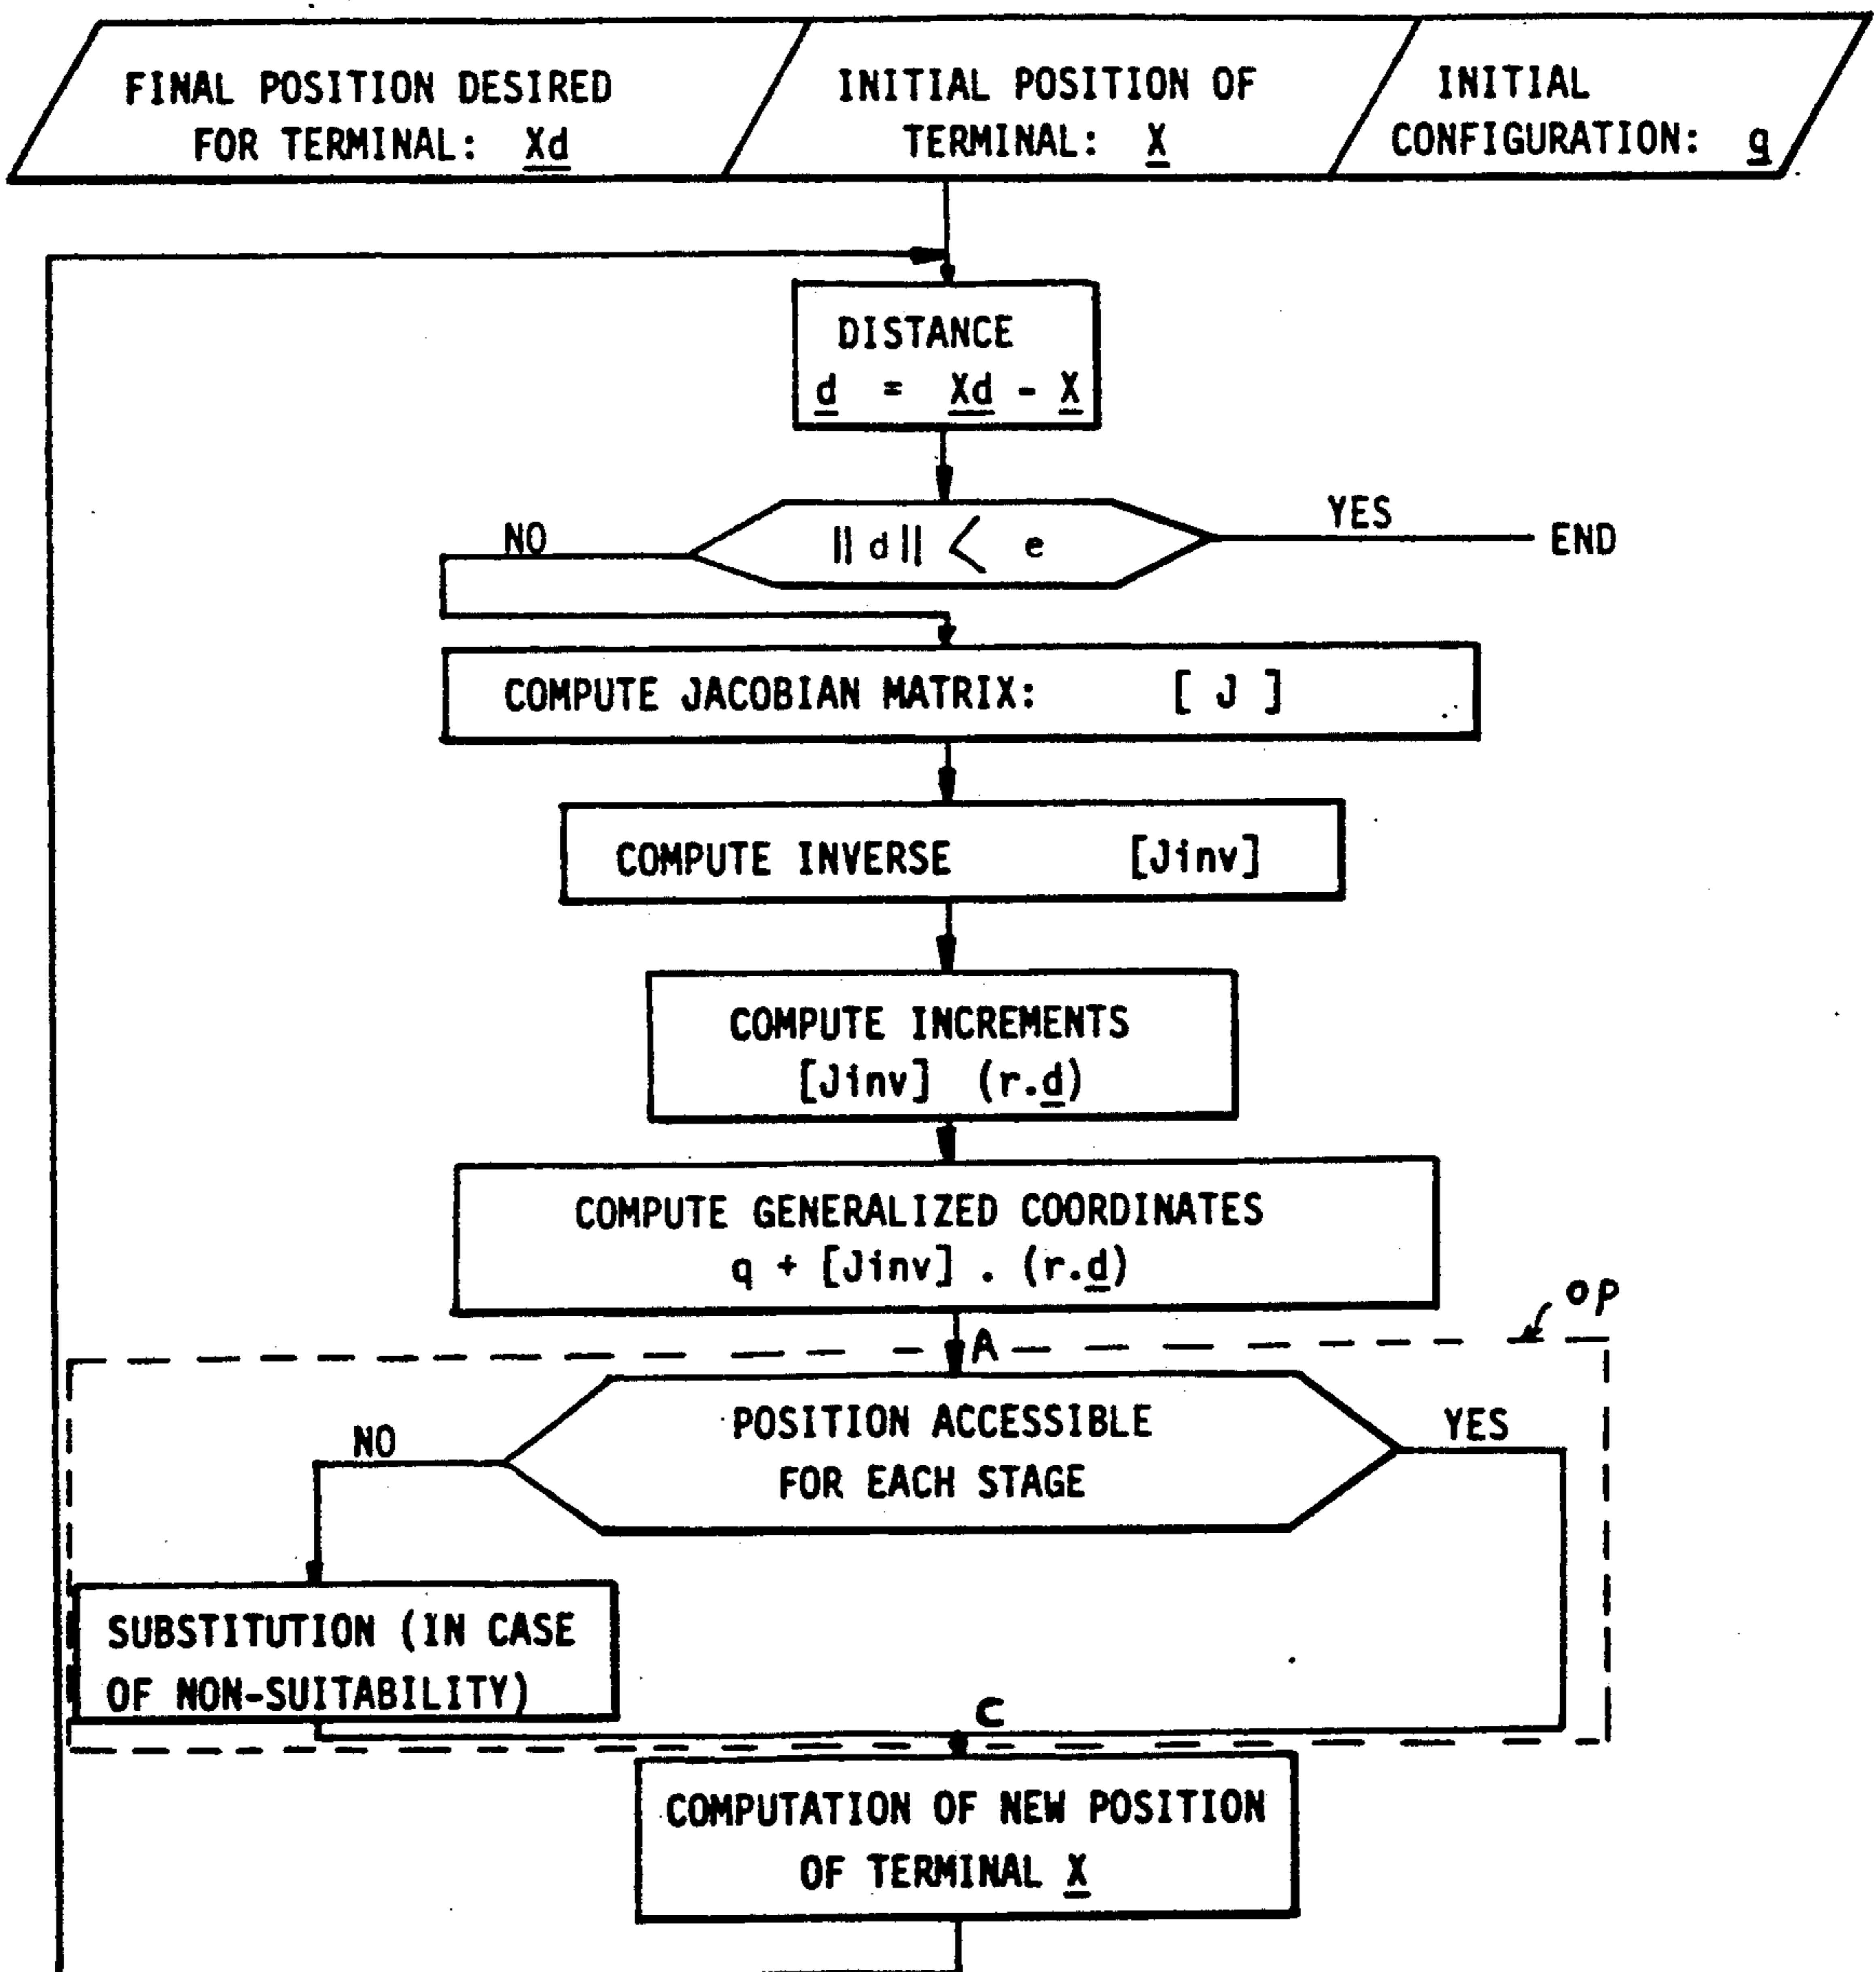 FINAL POSITION DESIRED
FOR TERMINAL: Xd
INITIAL POSITION OF
TERMINAL: X
INITIAL
CONFIGURATION: q
DISTANCE
d = Xd - X
|| d || < e
NO
YES
END
COMPUTE JACOBIAN MATRIX: [ J ]
COMPUTE INVERSE [Jinv]
COMPUTE INCREMENTS
[Jinv] (r.d)
COMPUTE GENERALIZED COORDINATES
q + [Jinv] . (r.d)
OP
A
POSITION ACCESSIBLE
FOR EACH STAGE
NO
YES
SUBSTITUTION (IN CASE
OF NON-SUITABILITY)
C
COMPUTATION OF NEW POSITION
OF TERMINAL X